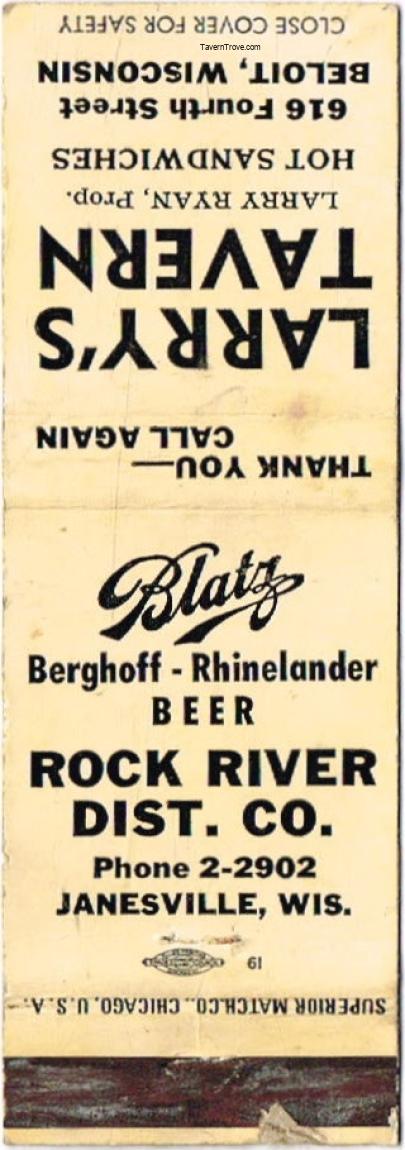 CLOSE COVER FOR SAFETY
TavernTrove.com
LARRY'S
TAVERN
LARRY RYAN, Prop.
HOT SANDWICHES
616 Fourth Street
BELOIT, WISCONSIN
THANK YOU—
CALL AGAIN
Blatz
Berghoff - Rhinelander
BEER
ROCK RIVER
DIST. CO.
Phone 2-2902
JANESVILLE, WIS.
61
SUPERIOR MATCH CO., CHICAGO, U.S.A.